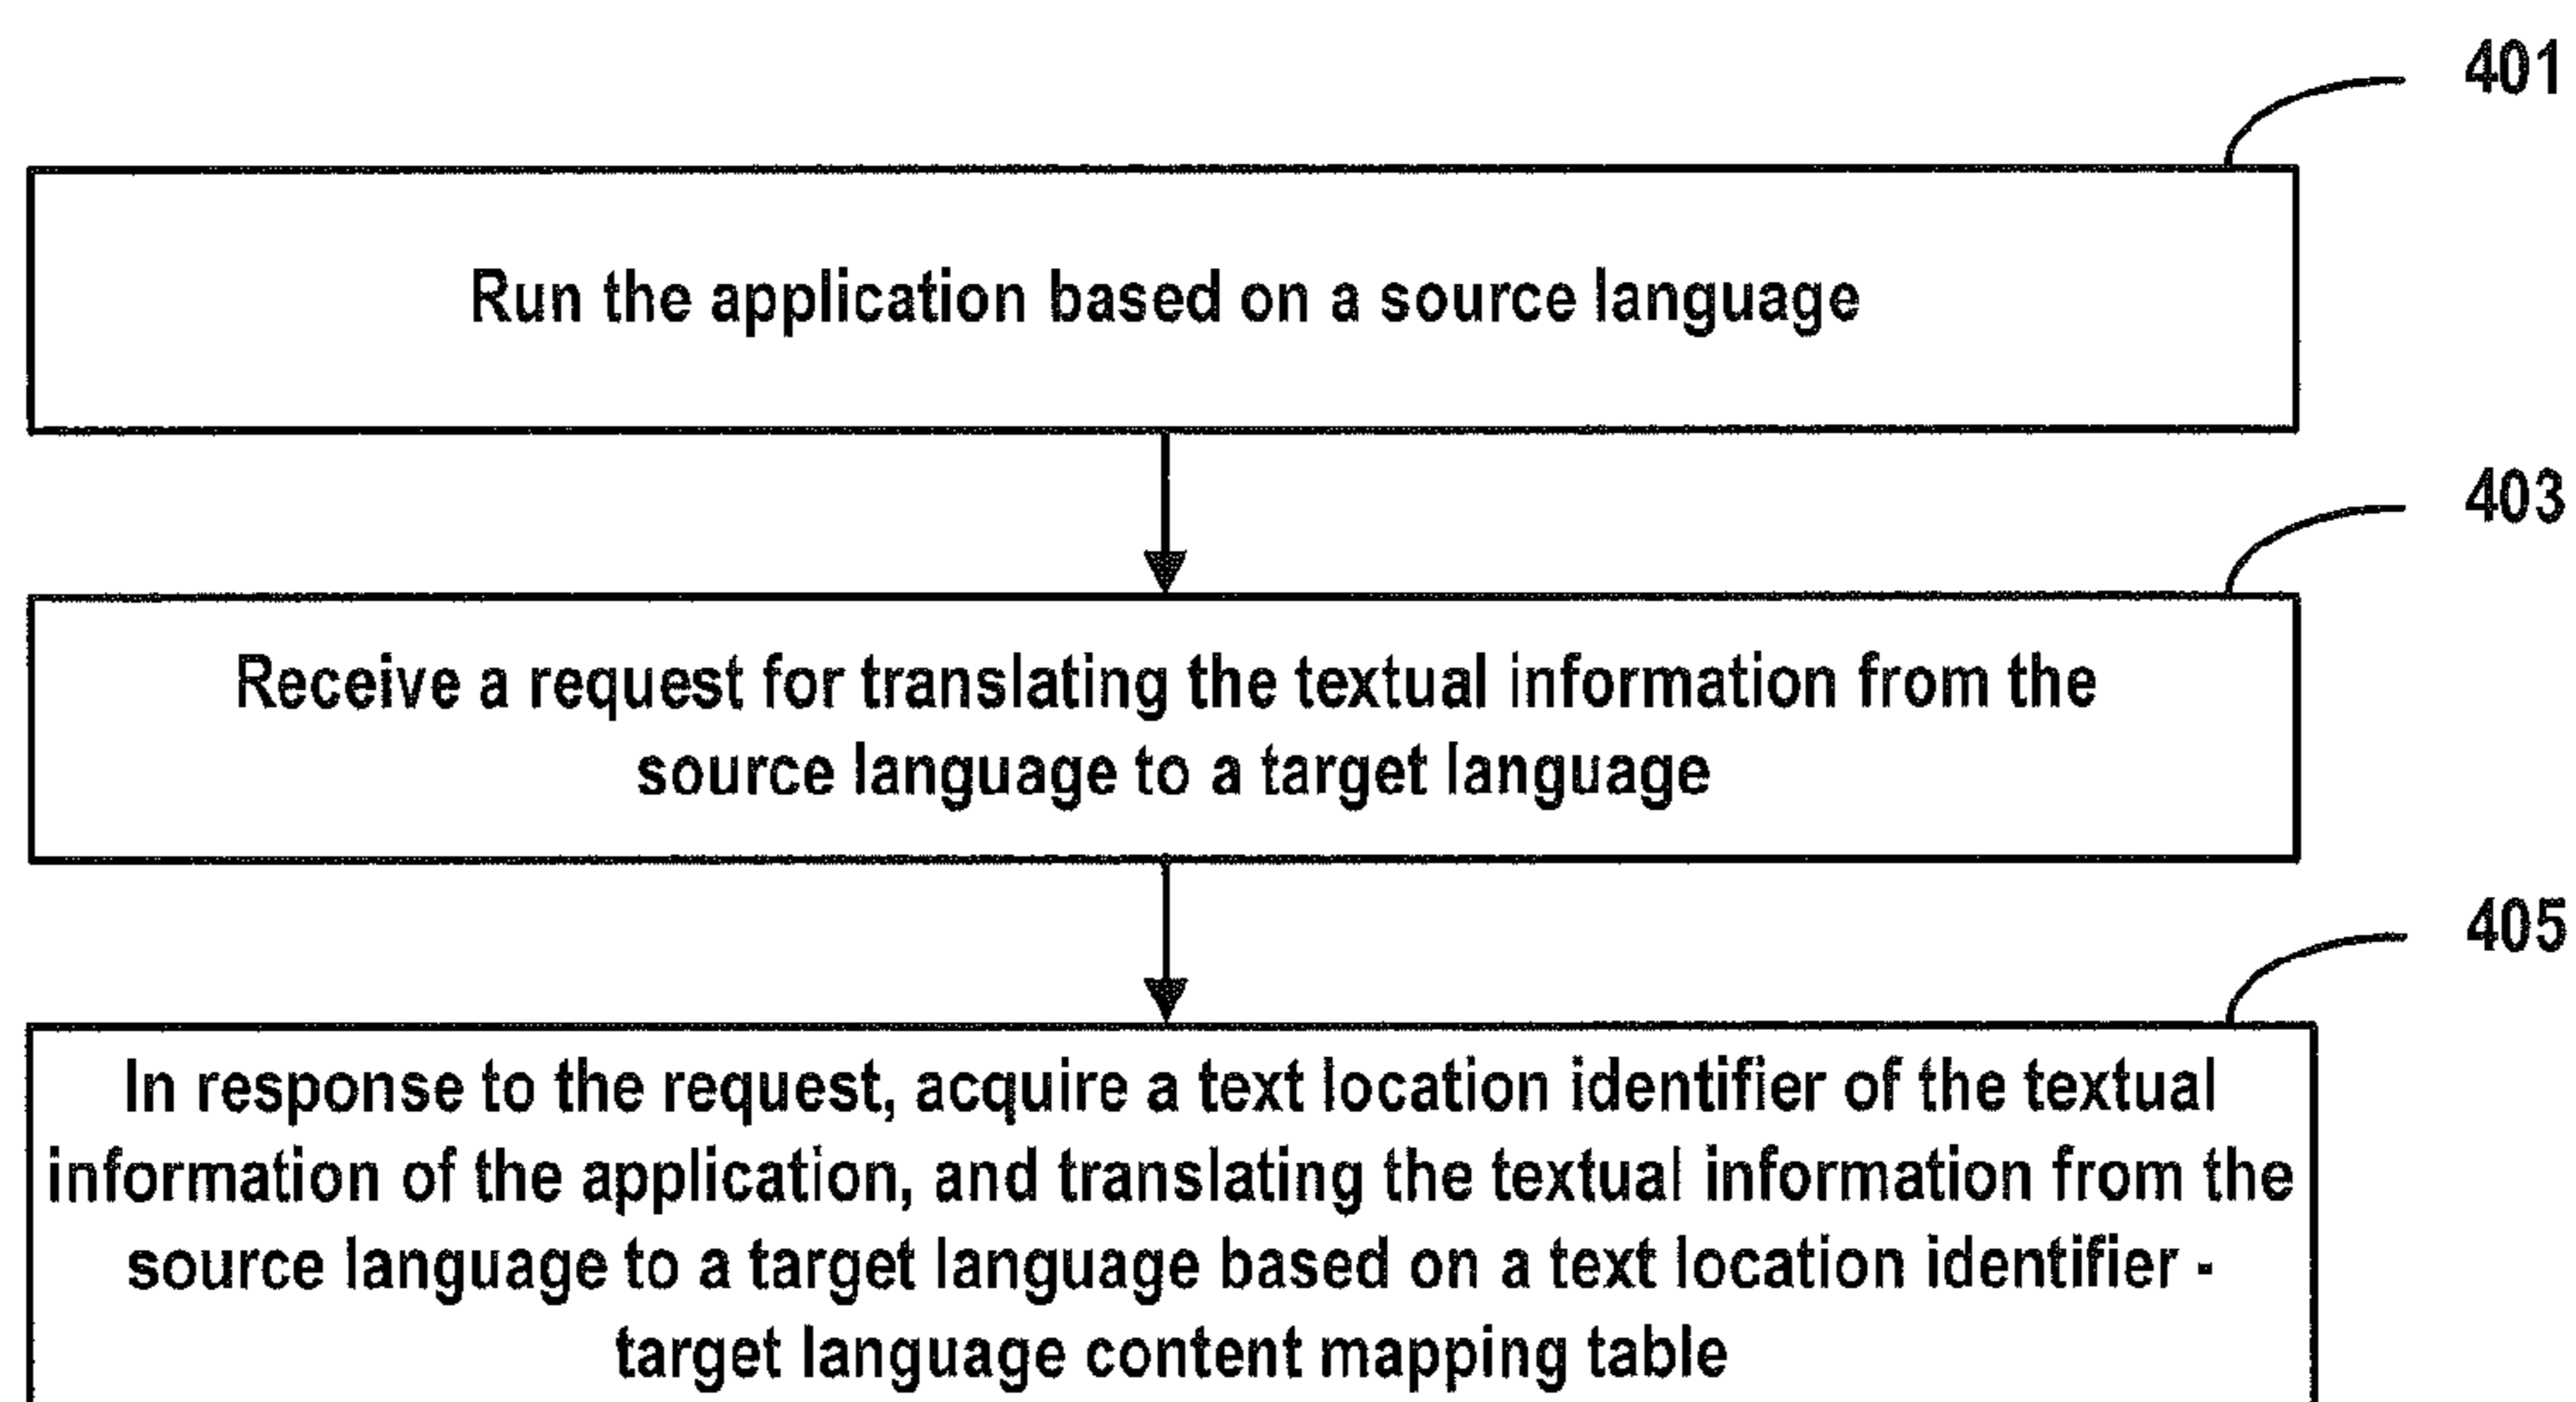 401
Run the application based on a source language
403
Receive a request for translating the textual information from the
source language to a target language
405
In response to the request, acquire a text location identifier of the textual
information of the application, and translating the textual information from the
source language to a target language based on a text location identifier -
target language content mapping table